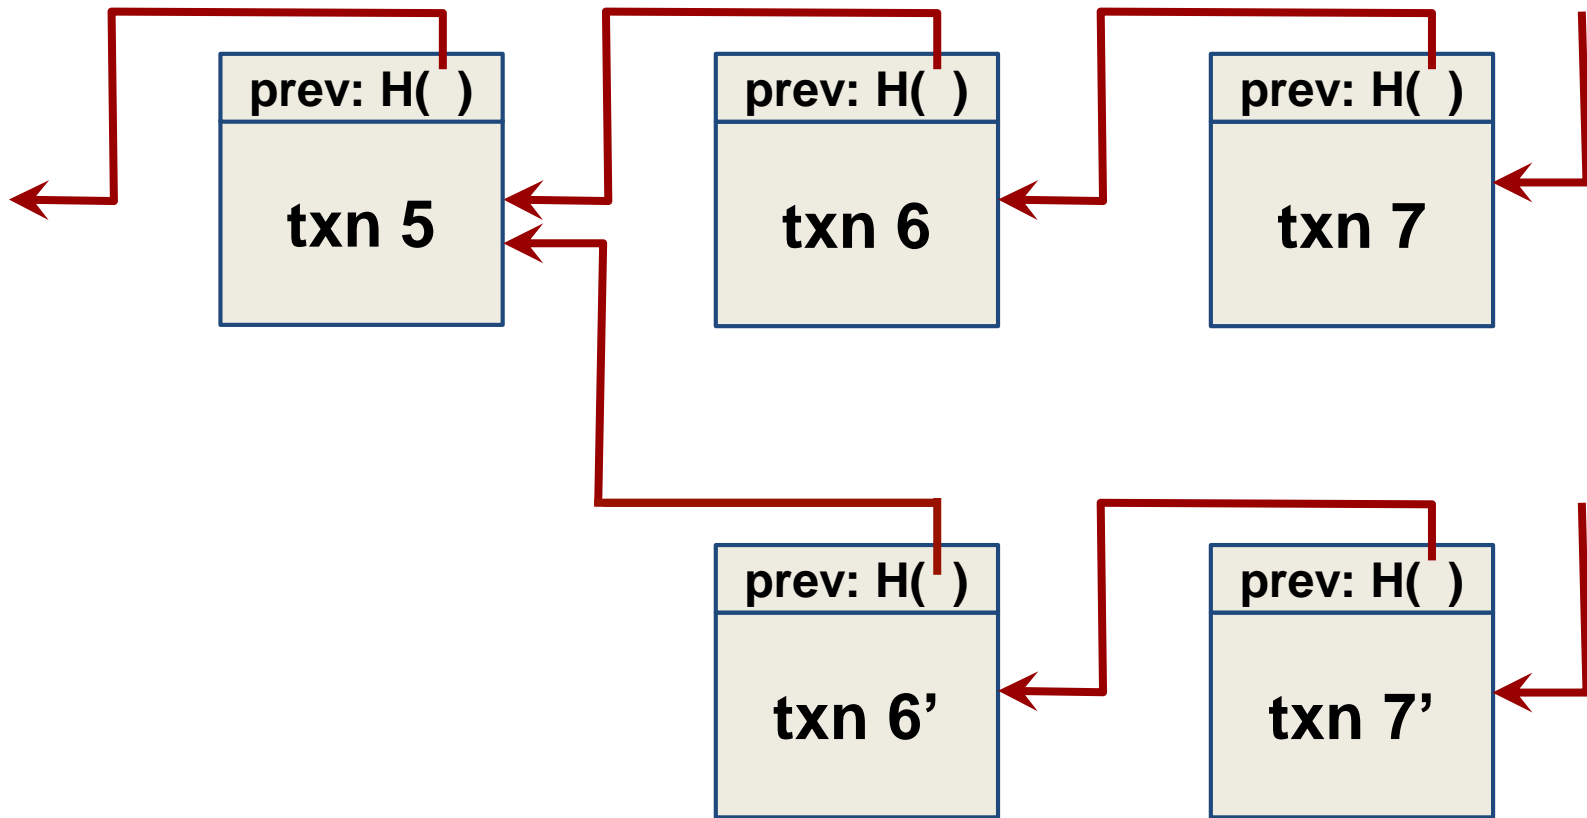 prev: H( )
txn 5
prev: H( )
txn 6
prev: H( )
txn 7
prev: H( )
txn 6’
prev: H( )
txn 7’